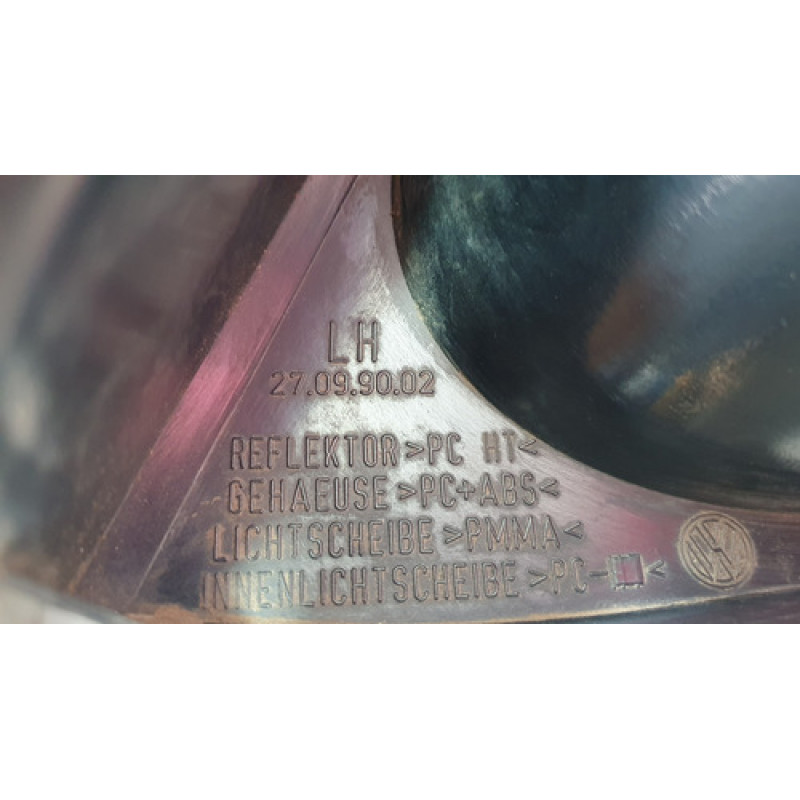 LH
27.09.90.02
REFLEKTOR >PC HT<
GEHAEUSE >PC+ABS<
LICHTSCHEIBE >PMMA<
INNENLICHTSCHEIBE >PC-